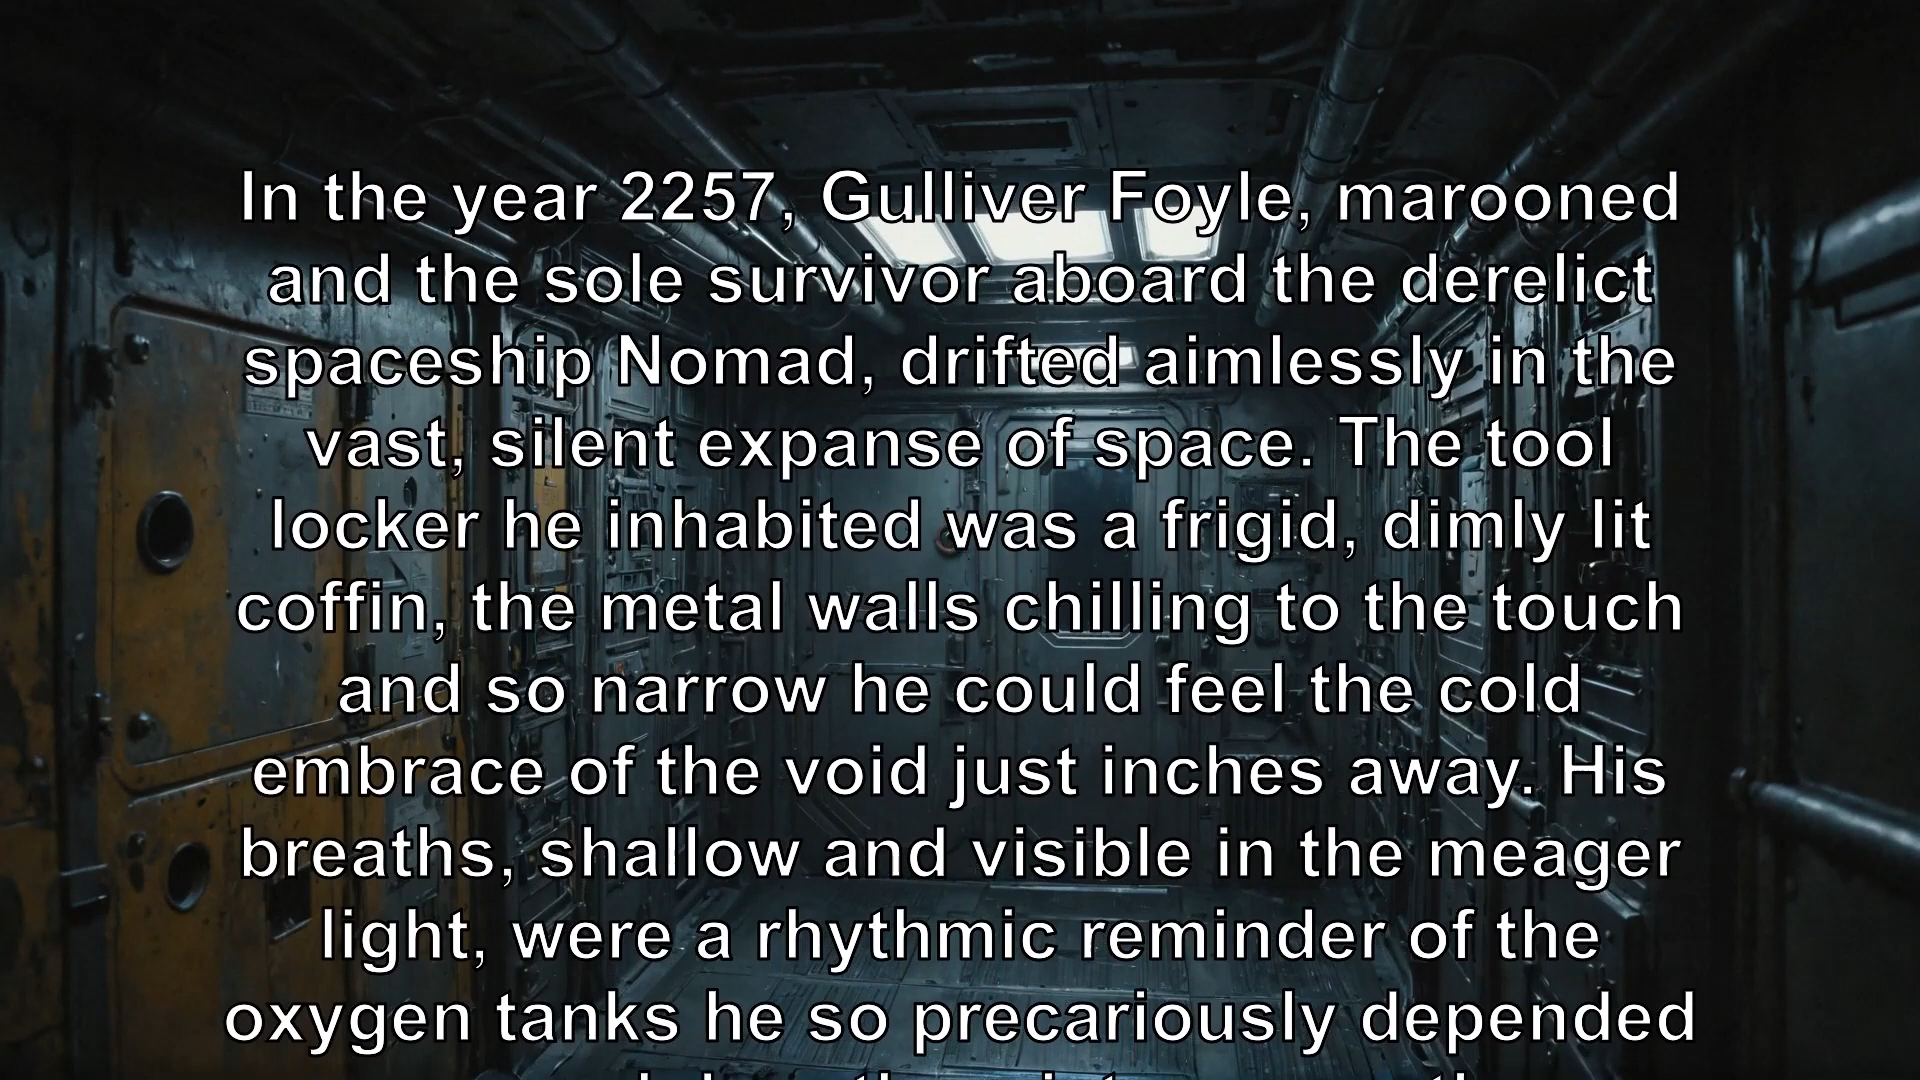 In the year 2257, Gulliver Foyle, marooned
and the sole survivor aboard the derelict
spaceship Nomad, drifted aimlessly in the
vast, silent expanse of space. The tool
locker he inhabited was a frigid, dimly lit
coffin, the metal walls chilling to the touch
and so narrow he could feel the cold
embrace of the void just inches away. His
breaths, shallow and visible in the meager
light, were a rhythmic reminder of the
oxygen tanks he so precariously depended